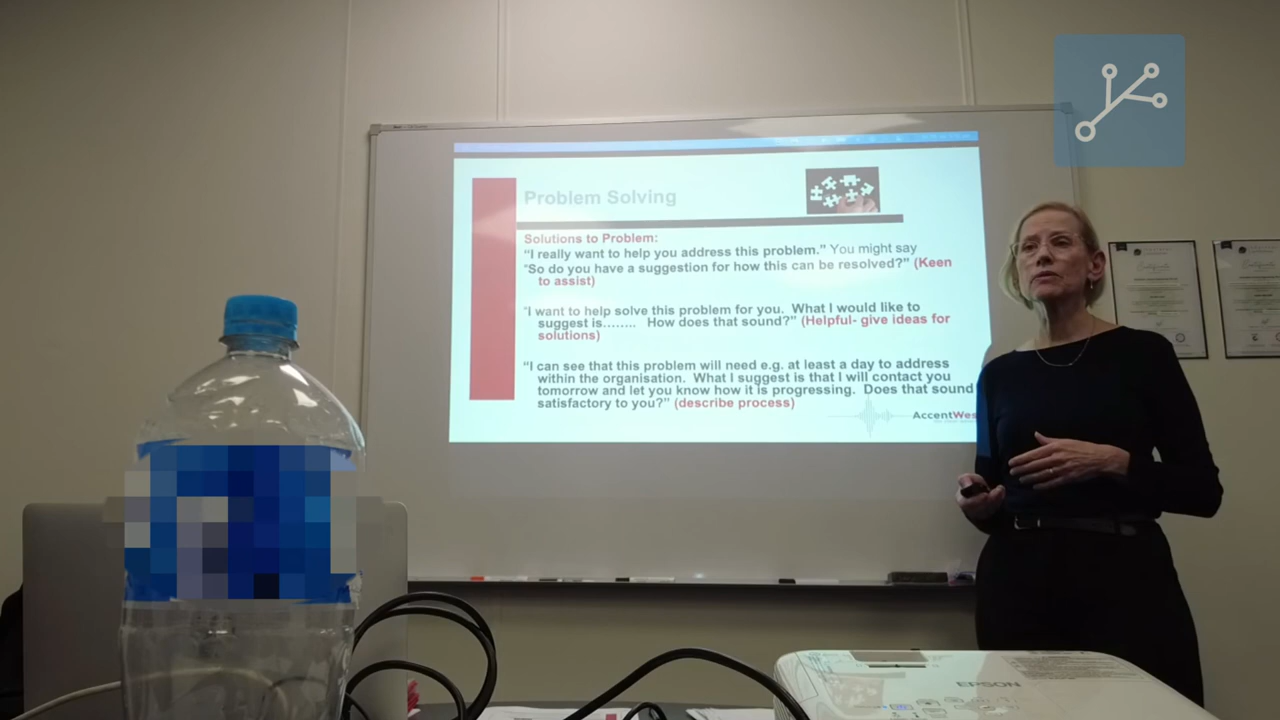 Problem Solving
Solutions to Problem:
“I really want to help you address this problem.” You might say
“So do you have a suggestion for how this can be resolved?” (Keen
to assist)
“I want to help solve this problem for you. What I would like to
suggest is........ How does that sound?” (Helpful- give ideas for
solutions)
“I can see that this problem will need e.g. at least a day to address
within the organisation. What I suggest is that I will contact you
tomorrow and let you know how it is progressing. Does that sound
satisfactory to you?” (describe process)
AccentWes
EPSON